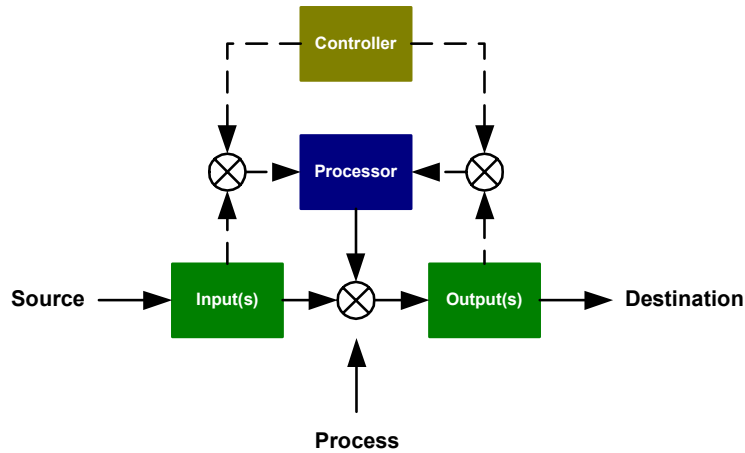 Controller
Processor
Source
Input(s)
Output(s)
Destination
Process